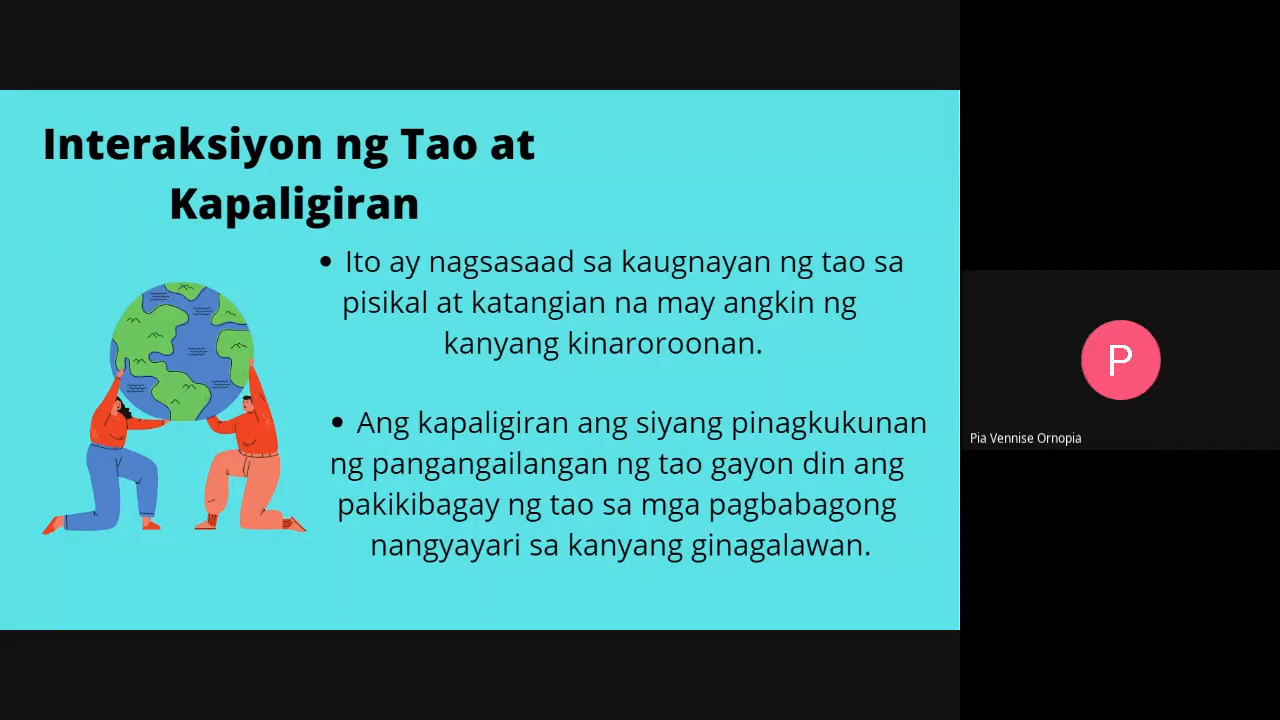 Interaksiyon ng Tao at
Kapaligiran
• Ito ay nagsasaad sa kaugnayan ng tao sa
pisikal at katangian na may angkin ng
kanyang kinaroroonan.
• Ang kapaligiran ang siyang pinagkukunan
ng pangangailangan ng tao gayon din ang
pakikibagay ng tao sa mga pagbabagong
nangyayari sa kanyang ginagalawan.
P
Pia Vennise Ornopia